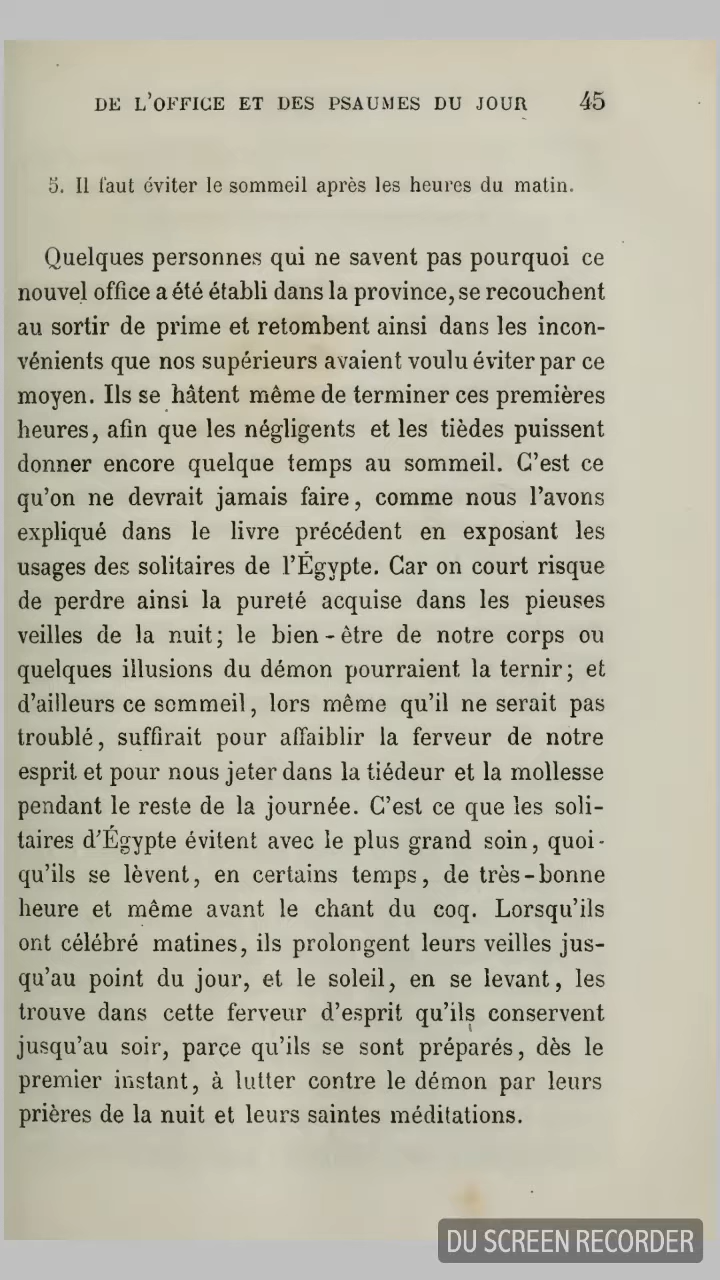 DE L'OFFICE ET DES PSAUMES DU JOUR 45
5. Il faut éviter le sommeil après les heures du matin.
Quelques personnes qui ne savent pas pourquoi ce
nouvel office a été établi dans la province, se recouchent
au sortir de prime et retombent ainsi dans les incon-
vénients que nos supérieurs avaient voulu éviter par ce
moyen. Ils se hâtent même de terminer ces premières
heures, afin que les négligents et les tièdes puissent
donner encore quelque temps au sommeil. C'est ce
qu'on ne devrait jamais faire, comme nous l'avons
expliqué dans le livre précédent en exposant les
usages des solitaires de l'Égypte. Car on court risque
de perdre ainsi la pureté acquise dans les pieuses
veilles de la nuit; le bien-être de notre corps ou
quelques illusions du démon pourraient la ternir; et
d'ailleurs ce sommeil, lors même qu'il ne serait pas
troublé, suffirait pour affaiblir la ferveur de notre
esprit et pour nous jeter dans la tiédeur et la mollesse
pendant le reste de la journée. C'est ce que les soli-
taires d'Égypte évitent avec le plus grand soin, quoi-
qu'ils se lèvent, en certains temps, de très-bonne
heure et même avant le chant du coq. Lorsqu'ils
ont célébré matines, ils prolongent leurs veilles jus-
qu'au point du jour, et le soleil, en se levant, les
trouve dans cette ferveur d'esprit qu'ils conservent
jusqu'au soir, parce qu'ils se sont préparés, dès le
premier instant, à lutter contre le démon par leurs
prières de la nuit et leurs saintes méditations.
DU SCREEN RECORDER